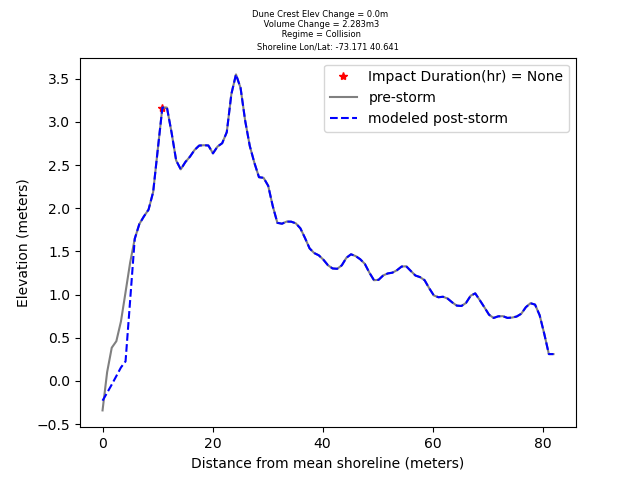 Dune Crest Elev Change = 0.0m
Volume Change = 2.283m3
Regime = Collision
Shoreline Lon/Lat: -73.171 40.641
Impact Duration(hr) = None
pre-storm
modeled post-storm
Elevation (meters)
3.5
3.0
2.5
2.0
1.5
1.0
0.5
0.0
−0.5
0
20
40
60
80
Distance from mean shoreline (meters)